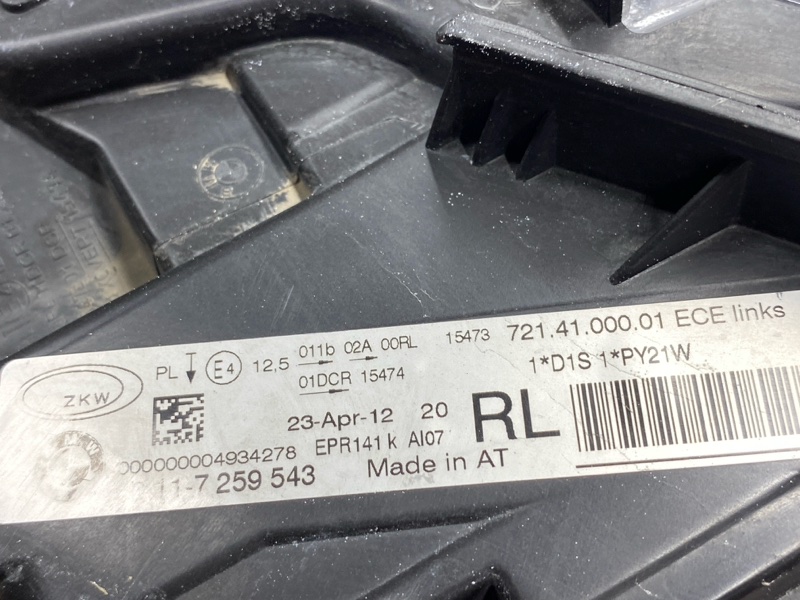 011b 02A 00RL 15473 721.41.000.01 ECE links
PL E4 12,5
01DCR 15474 1*D1S 1*PY21W
ZKW
23-Apr-12 20 RL
000000004934278 EPR141 k AI07
11-7 259 543 Made in AT
BMW